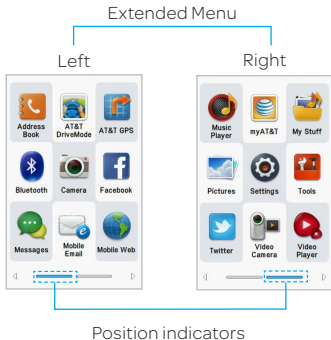 Extended Menu
Left
Right
Address Book
AT&T DriveMode
AT&T GPS
Bluetooth
Camera
Facebook
Messages
Mobile Email
Mobile Web
Music Player
myAT&T
My Stuff
Pictures
Settings
Tools
Twitter
Video Camera
Video Player
Position indicators